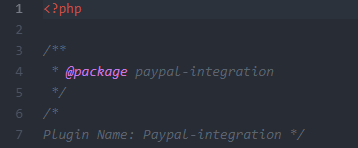 1 <?php
2
3 /**
4 * @package paypal-integration
5 */
6 /*
7 Plugin Name: Paypal-integration */